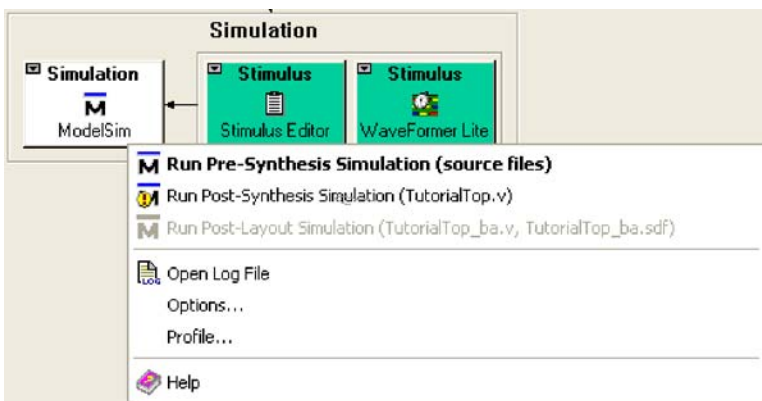 Simulation
Simulation
M
ModelSim
Stimulus
Stimulus Editor
Stimulus
WaveFormer Lite
M Run Pre-Synthesis Simulation (source files)
M Run Post-Synthesis Simulation (TutorialTop.v)
M Run Post-Layout Simulation (TutorialTop_ba.v, TutorialTop_ba.sdf)
LOG Open Log File
Options...
Profile...
Help